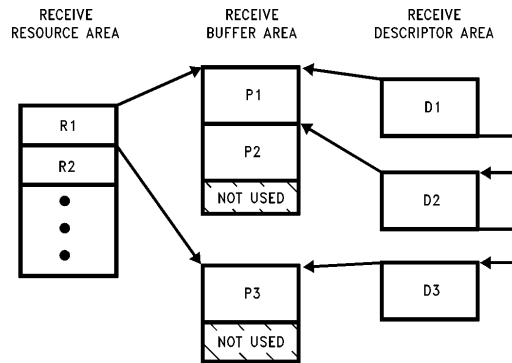 RECEIVE RESOURCE AREA
RECEIVE BUFFER AREA
RECEIVE DESCRIPTOR AREA
R1
R2
P1
P2
NOT USED
P3
NOT USED
D1
D2
D3